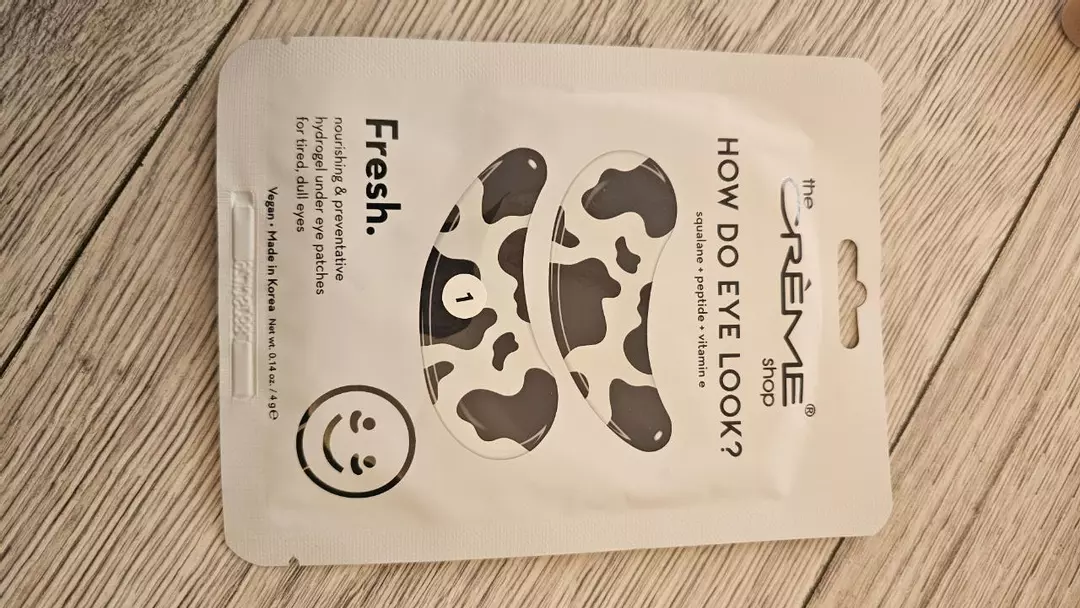 the
CRÈME®
shop
HOW DO EYE LOOK?
squalane + peptide + vitamin e
1
Fresh.
nourishing & preventative
hydrogel under eye patches
for tired, dull eyes
Vegan • Made in Korea Net wt. 0.14 oz. / 4 g ℮